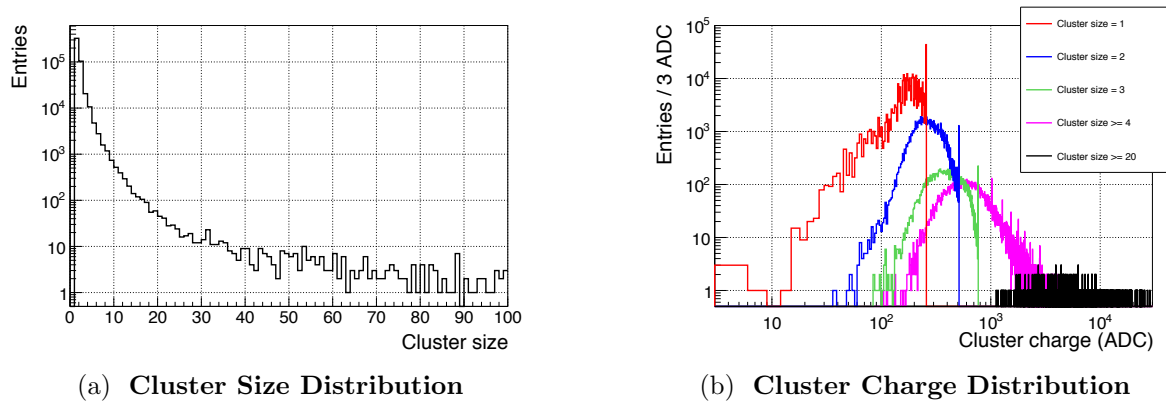 Entries
10^5
10^4
10^3
10^2
10
1
0 10 20 30 40 50 60 70 80 90 100
Cluster size
(a) Cluster Size Distribution
Entries / 3 ADC
10^5
10^4
10^3
10^2
10
1
Cluster size = 1
Cluster size = 2
Cluster size = 3
Cluster size >= 4
Cluster size >= 20
10 10^2 10^3 10^4
Cluster charge (ADC)
(b) Cluster Charge Distribution